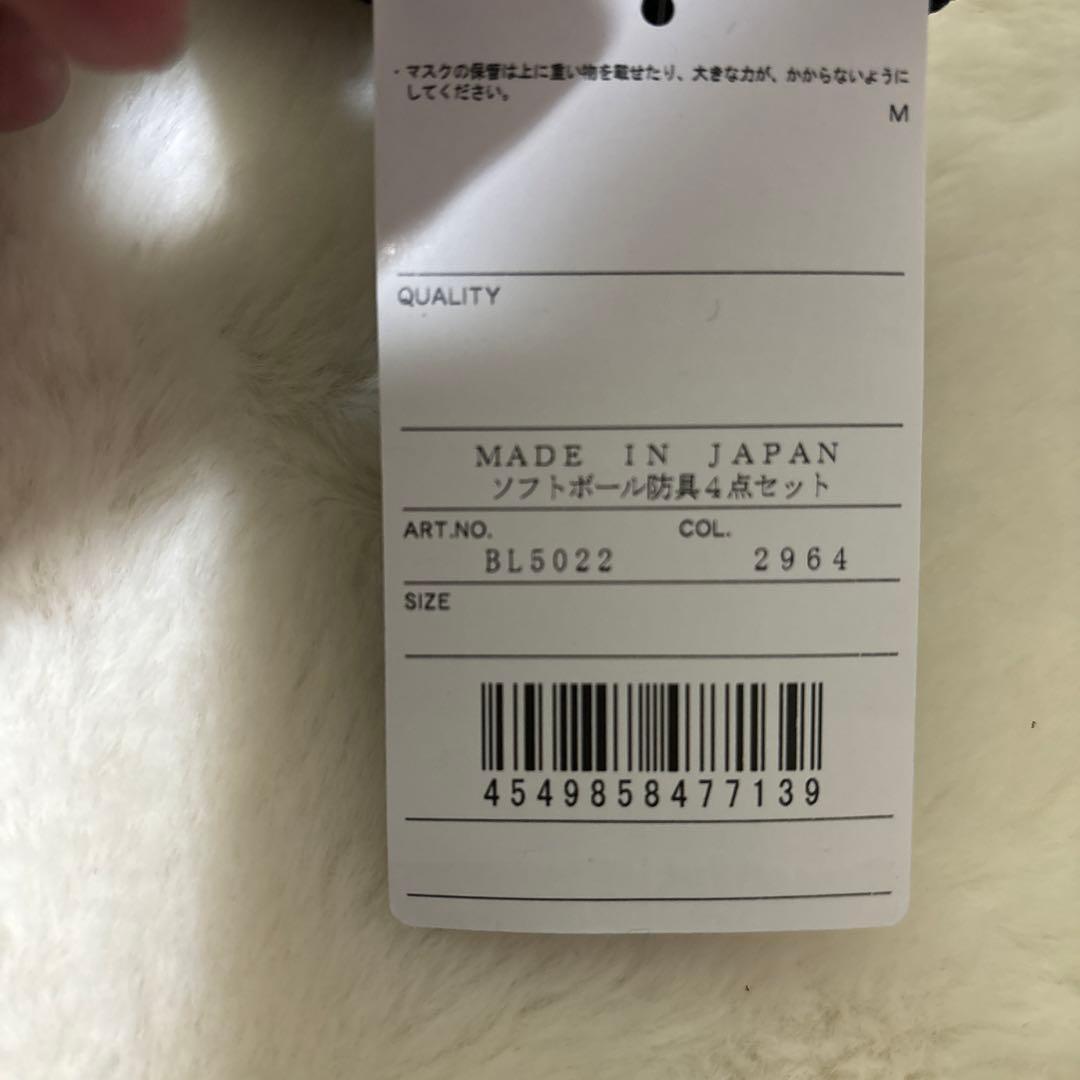 ・マスクの保管は上に重い物を載せたり、大きな力が、かからないように
してください。
M
QUALITY
MADE IN JAPAN
ソフトボール防具4点セット
ART.NO. COL.
BL5022 2964
SIZE
4549858477139